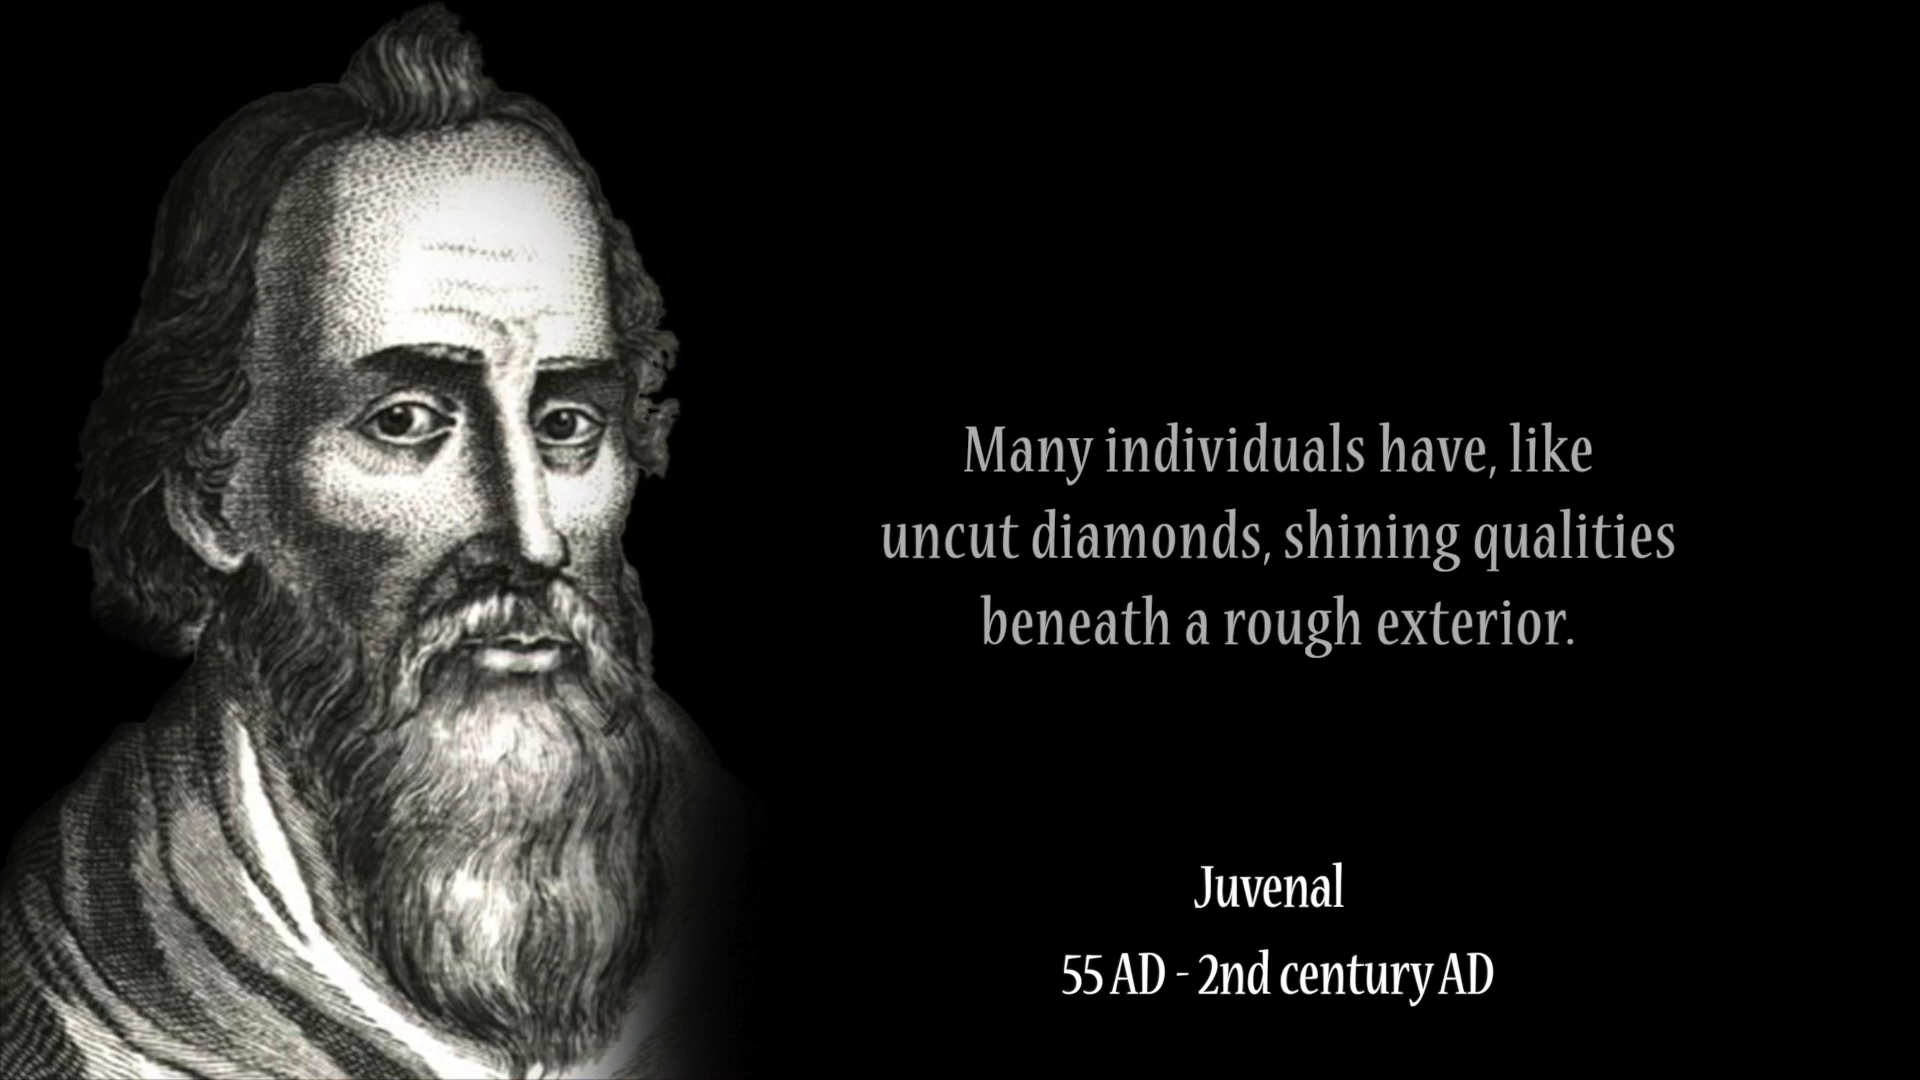 Many individuals have, like
uncut diamonds, shining qualities
beneath a rough exterior.
Juvenal
55 AD - 2nd century AD